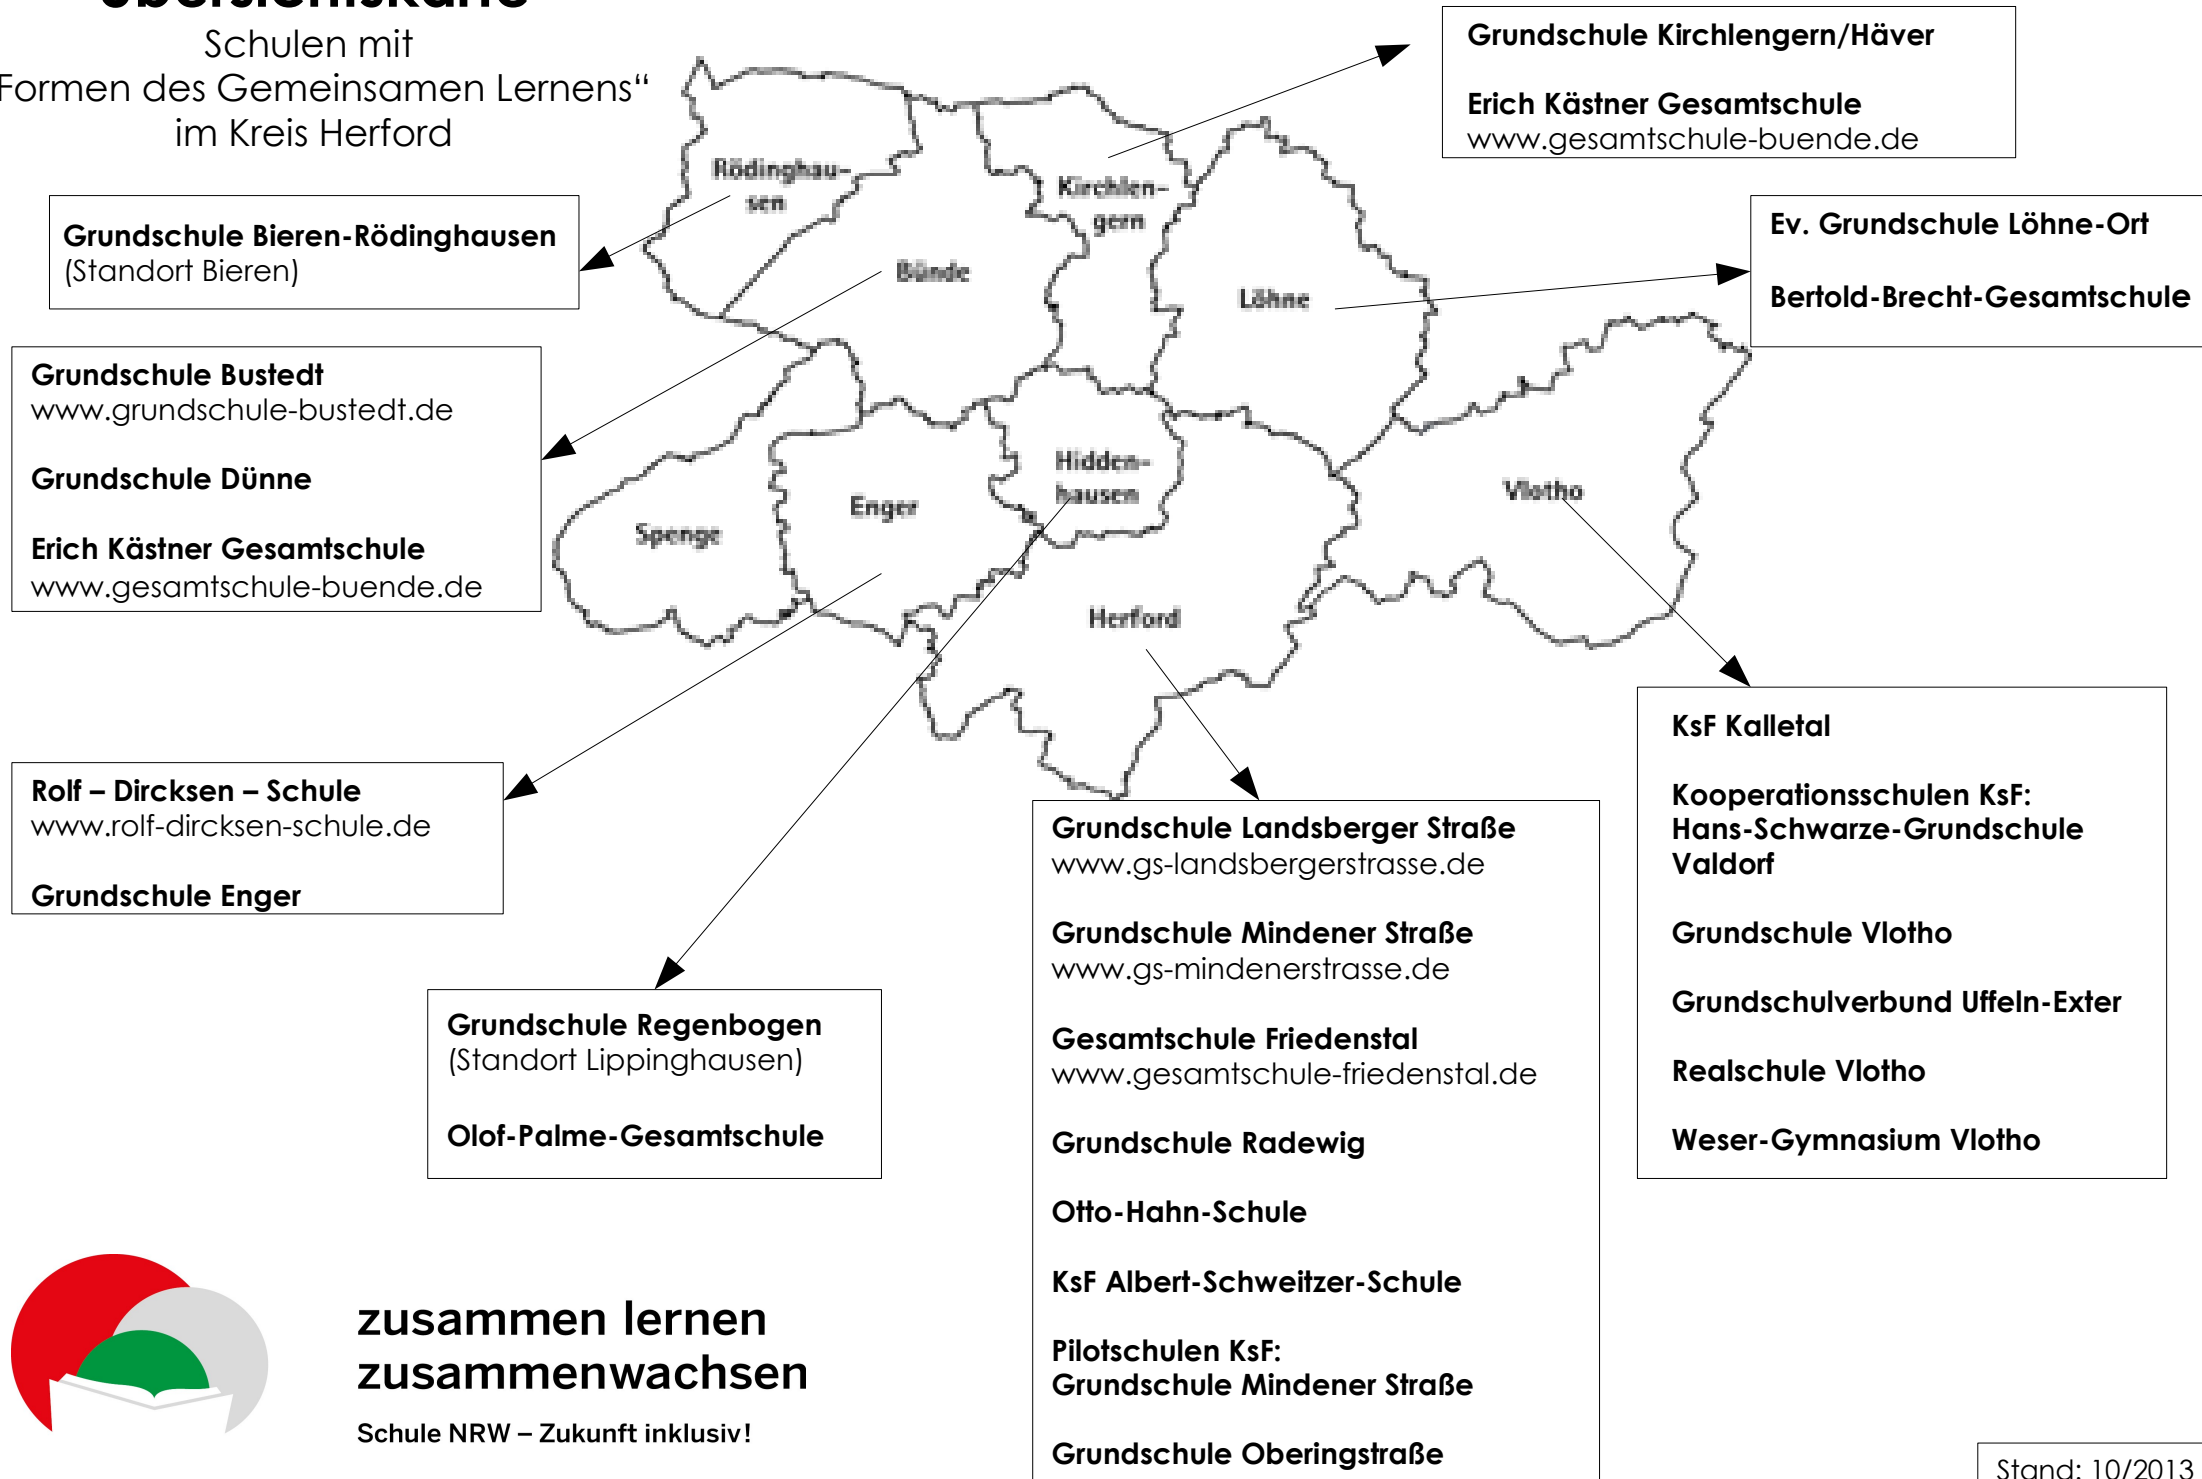 Übersichtskarte
Schulen mit
Formen des Gemeinsamen Lernens“
im Kreis Herford
Grundschule Kirchlengern/Häver
Erich Kästner Gesamtschule
www.gesamtschule-buende.de
Grundschule Bieren-Rödinghausen
(Standort Bieren)
Ev. Grundschule Löhne-Ort
Bertold-Brecht-Gesamtschule
Rödinghau-
sen
Kirchlen-
gern
Bünde
Löhne
Hidden-
hausen
Enger
Spenge
Vlotho
Herford
Grundschule Bustedt
www.grundschule-bustedt.de
Grundschule Dünne
Erich Kästner Gesamtschule
www.gesamtschule-buende.de
Rolf – Dircksen – Schule
www.rolf-dircksen-schule.de
Grundschule Enger
Grundschule Regenbogen
(Standort Lippinghausen)
Olof-Palme-Gesamtschule
Grundschule Landsberger Straße
www.gs-landsbergerstrasse.de
Grundschule Mindener Straße
www.gs-mindenerstrasse.de
Gesamtschule Friedenstal
www.gesamtschule-friedenstal.de
Grundschule Radewig
Otto-Hahn-Schule
KsF Albert-Schweitzer-Schule
Pilotschulen KsF:
Grundschule Mindener Straße
Grundschule Oberingstraße
KsF Kalletal
Kooperationsschulen KsF:
Hans-Schwarze-Grundschule
Valdorf
Grundschule Vlotho
Grundschulverbund Uffeln-Exter
Realschule Vlotho
Weser-Gymnasium Vlotho
zusammen lernen
zusammenwachsen
Schule NRW – Zukunft inklusiv!
Stand: 10/2013